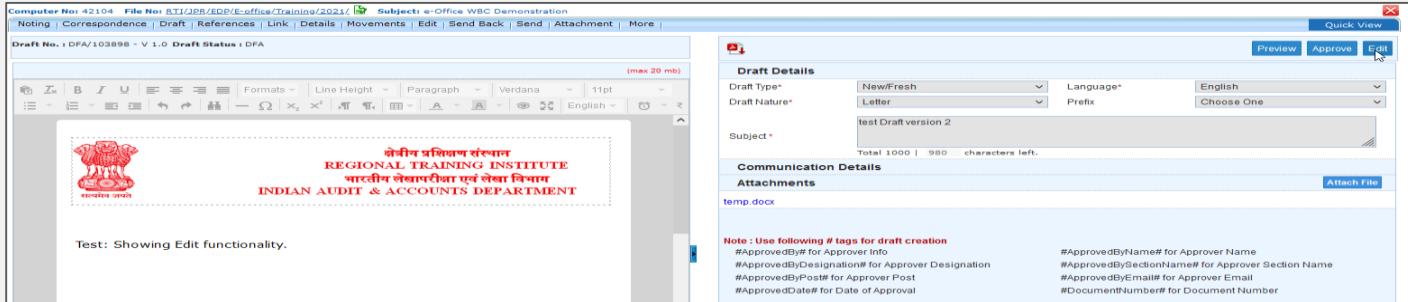 Computer No: 42104 File No: RTI/JPR/EDP/E-office/Training/2021/ Subject: e-Office WBC Demonstration
Noting | Correspondence | Draft | References | Link | Details | Movements | Edit | Send Back | Send | Attachment | More |
Quick View
Draft No. : DFA/103898 - V 1.0 Draft Status : DFA
(max 20 mb)
B I U Formats Line Height Paragraph Verdana 11pt
English
क्षेत्रीय प्रशिक्षण संस्थान
REGIONAL TRAINING INSTITUTE
भारतीय लेखापरीक्षा एवं लेखा विभाग
INDIAN AUDIT & ACCOUNTS DEPARTMENT
सत्यमेव जयते
Test: Showing Edit functionality.
Preview Approve Edit
Draft Details
Draft Type* New/Fresh Language* English
Draft Nature* Letter Prefix Choose One
Subject * test Draft version 2
Total 1000 | 980 characters left.
Communication Details
Attachments Attach File
temp.docx
Note : Use following # tags for draft creation
#ApprovedBy# for Approver Info #ApprovedByName# for Approver Name
#ApprovedByDesignation# for Approver Designation #ApprovedBySectionName# for Approver Section Name
#ApprovedByPost# for Approver Post #ApprovedByEmail# for Approver Email
#ApprovedDate# for Date of Approval #DocumentNumber# for Document Number